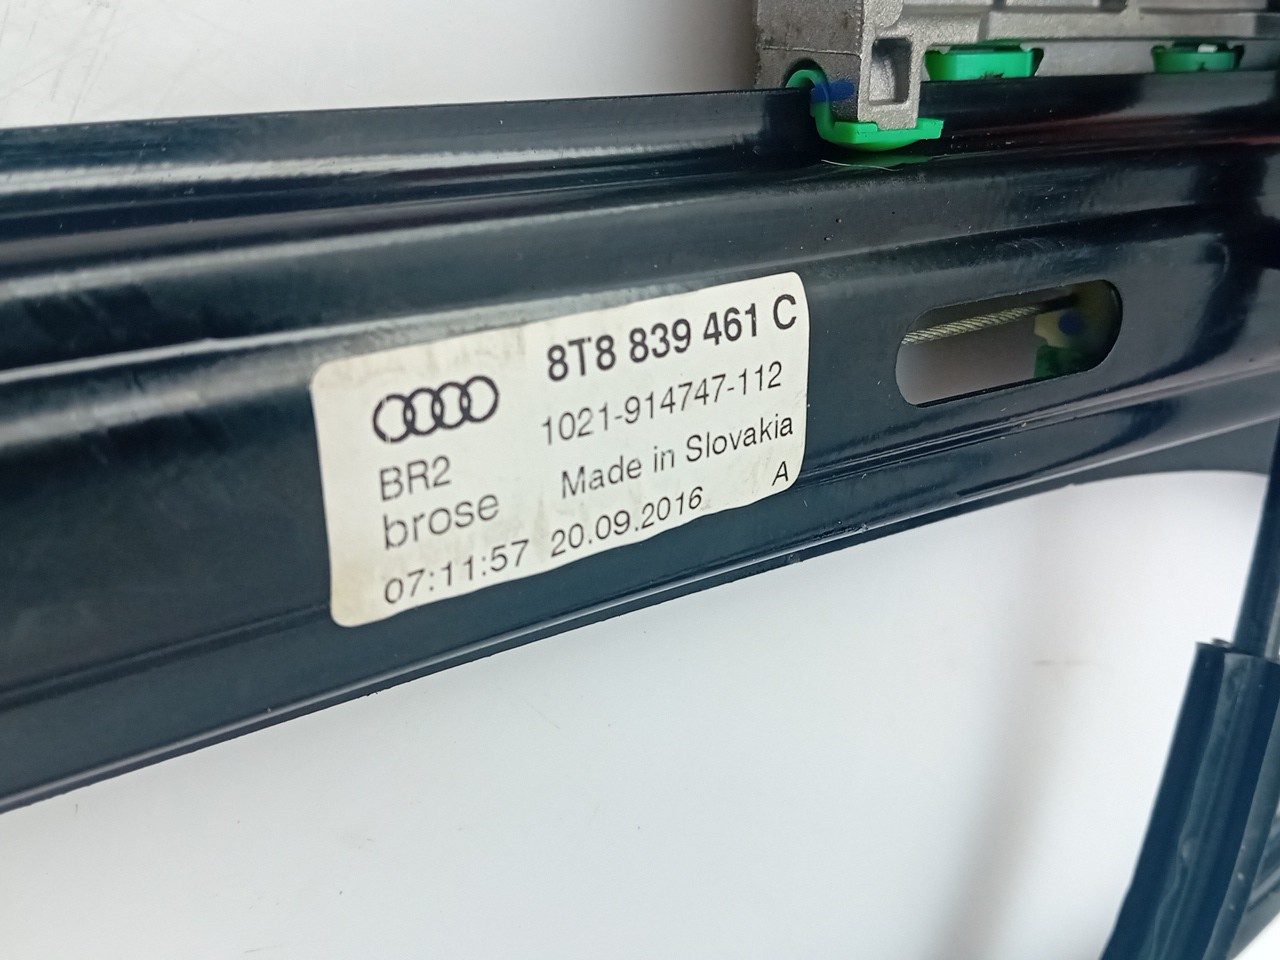 8T8 839 461 C
1021-914747-112
BR2
Made in Slovakia
brose
A
07:11:57 20.09.2016